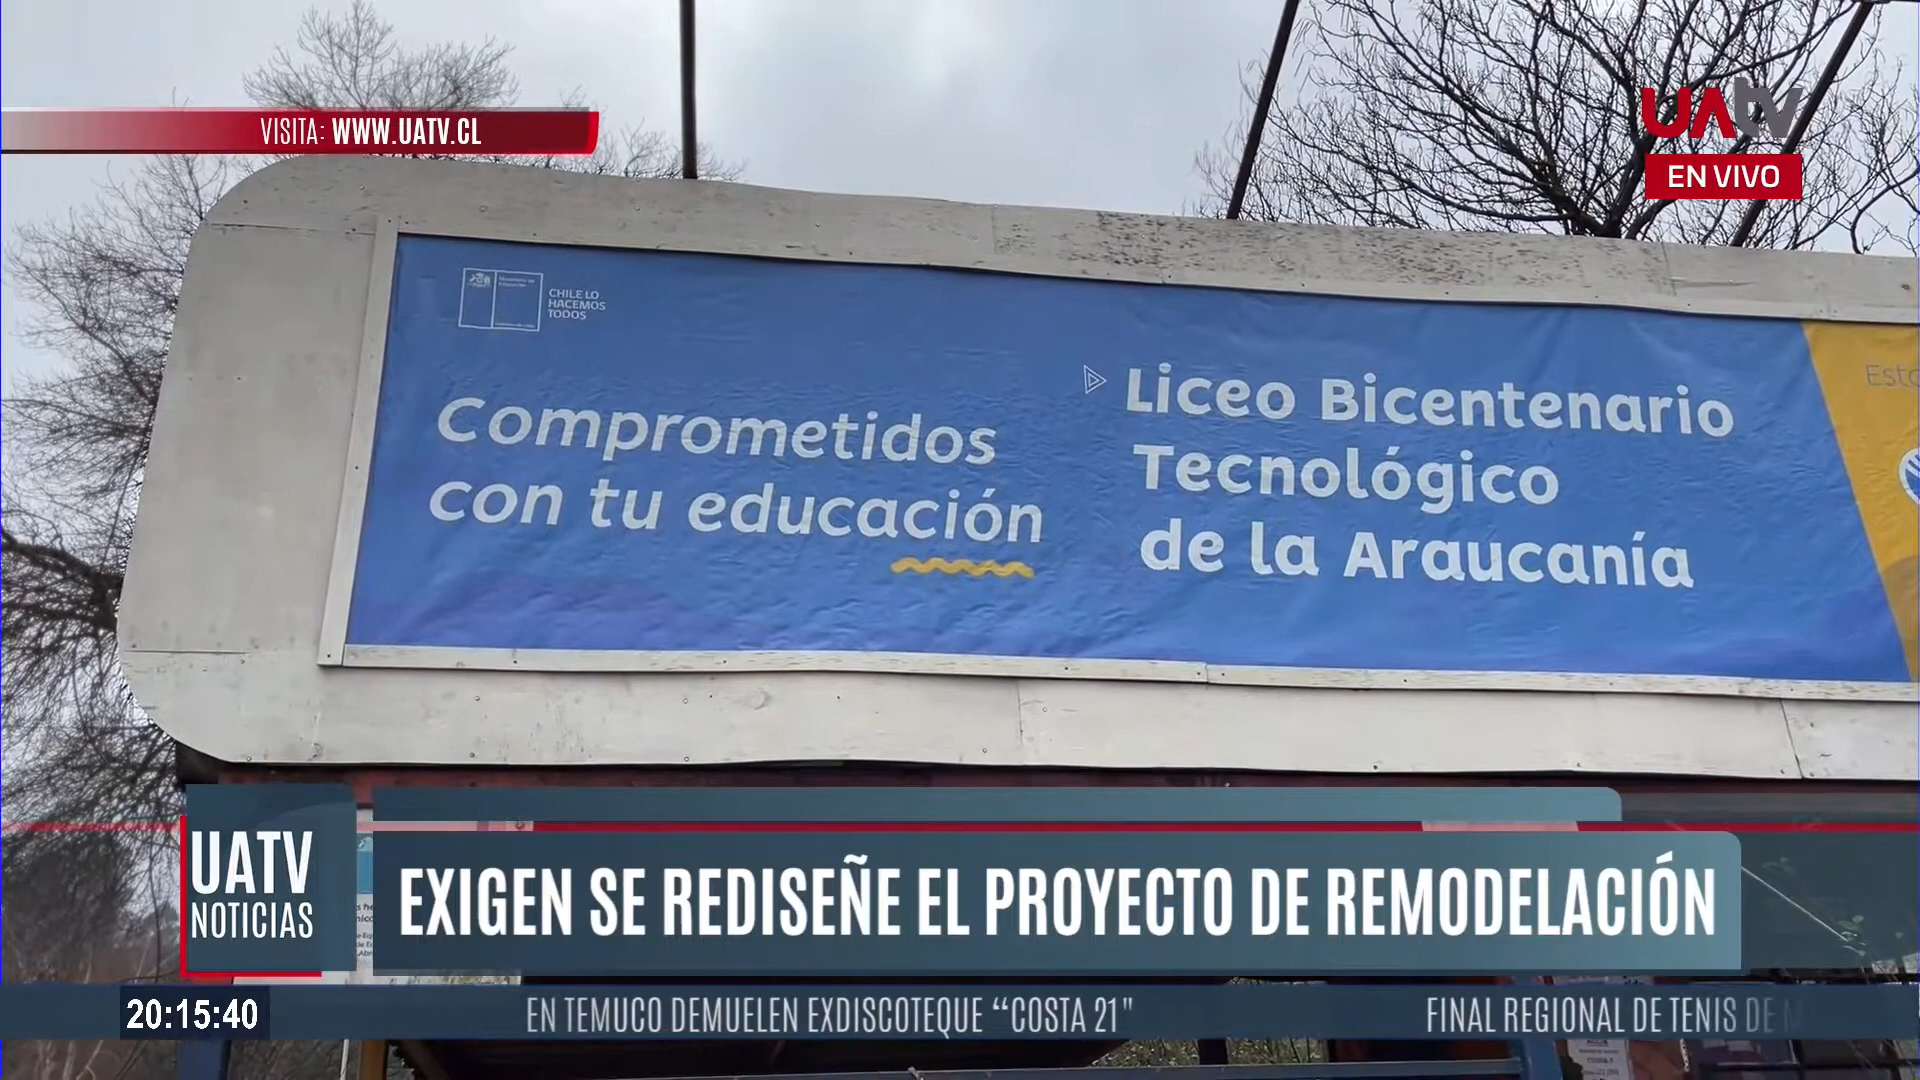 VISITA: WWW.UATV.CL
UATV
EN VIVO
CHILE LO
HACEMOS
TODOS
Comprometidos
con tu educación
Liceo Bicentenario
Tecnológico
de la Araucanía
UATV
NOTICIAS
EXIGEN SE REDISEÑE EL PROYECTO DE REMODELACIÓN
20:15:40
EN TEMUCO DEMUELEN EXDISCOTEQUE “COSTA 21"
FINAL REGIONAL DE TENIS DE